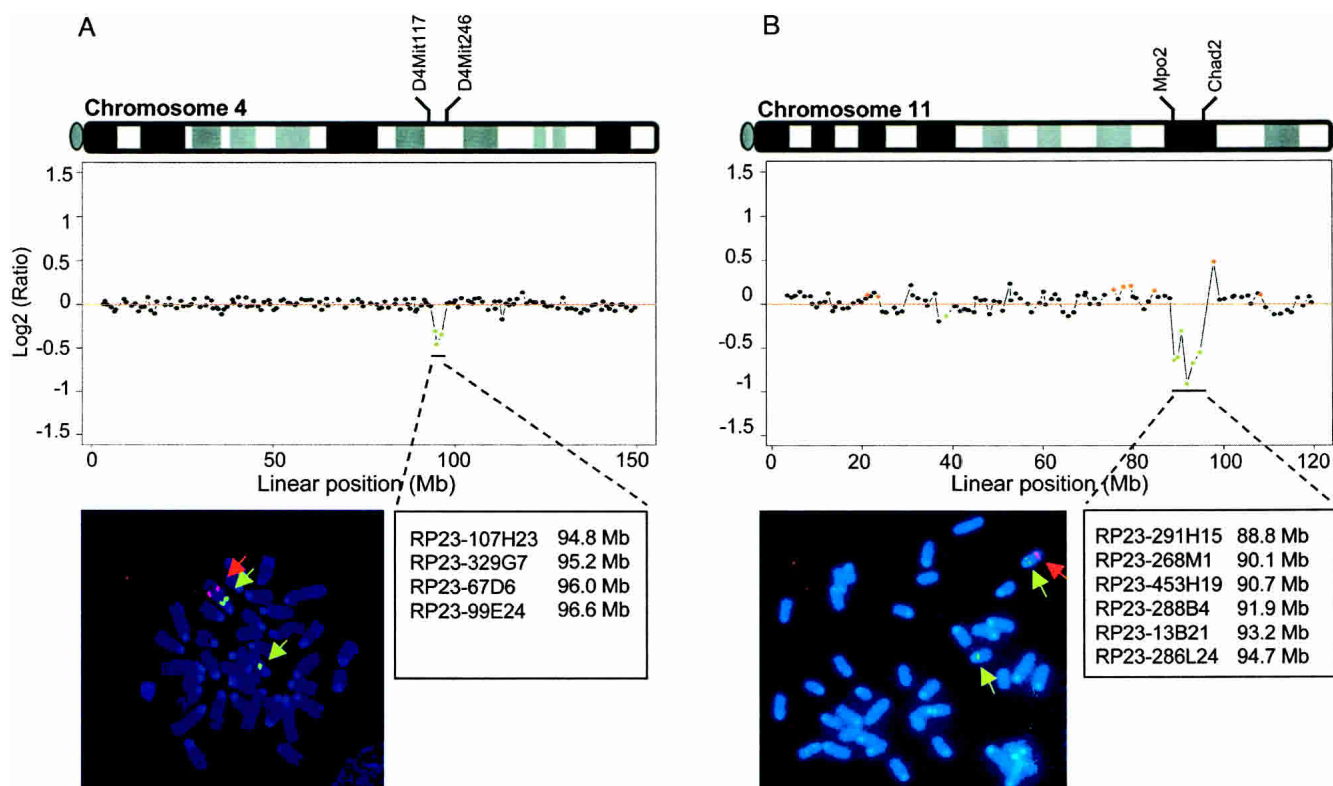 A
D4Mit117
D4Mit246
Chromosome 4
1.5
1
0.5
0
-0.5
-1
-1.5
Log2 (Ratio)
0
50
100
150
Linear position (Mb)
RP23-107H23 94.8 Mb
RP23-329G7 95.2 Mb
RP23-67D6 96.0 Mb
RP23-99E24 96.6 Mb
B
Mpo2
Chad2
Chromosome 11
1.5
1
0.5
0
-0.5
-1
-1.5
0
20
40
60
80
100
120
Linear position (Mb)
RP23-291H15 88.8 Mb
RP23-268M1 90.1 Mb
RP23-453H19 90.7 Mb
RP23-288B4 91.9 Mb
RP23-13B21 93.2 Mb
RP23-286L24 94.7 Mb